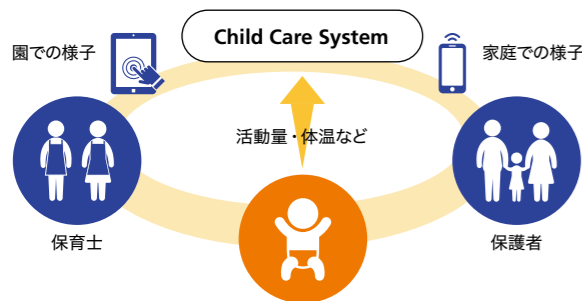 Child Care System
園での様子
家庭での様子
活動量・体温など
保育士
保護者